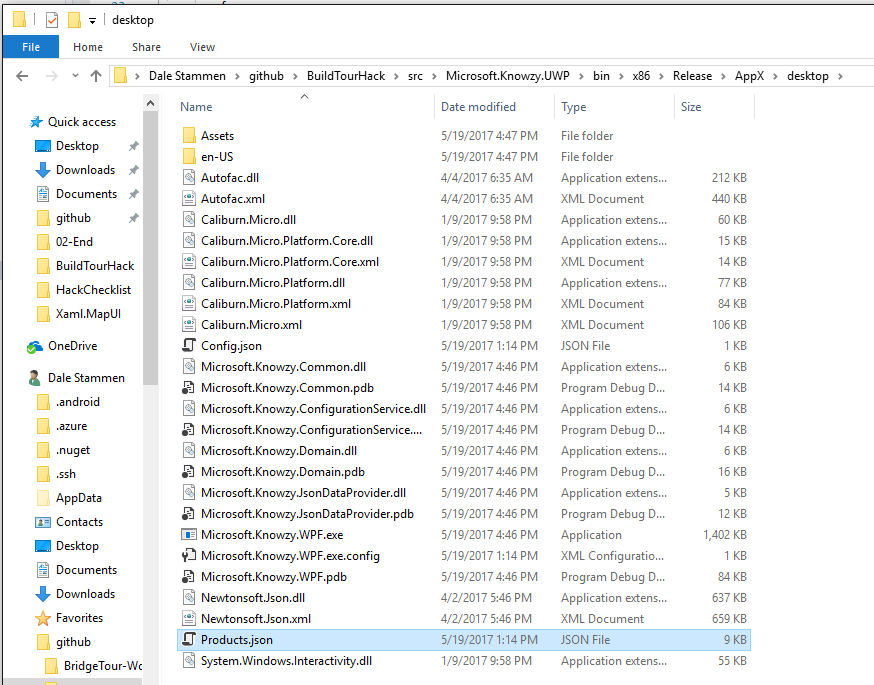 desktop
File Home Share View
Dale Stammen github BuildTourHack src Microsoft.Knowzy.UWP bin x86 Release AppX desktop
Quick access
Desktop
Downloads
Documents
github
02-End
BuildTourHack
HackChecklist
Xaml.MapUI
OneDrive
Dale Stammen
.android
.azure
.nuget
.ssh
AppData
Contacts
Desktop
Documents
Downloads
Favorites
github
BridgeTour-Wo
Name Date modified Type Size
Assets 5/19/2017 4:47 PM File folder
en-US 5/19/2017 4:47 PM File folder
Autofac.dll 4/4/2017 6:35 AM Application extens... 212 KB
Autofac.xml 4/4/2017 6:35 AM XML Document 440 KB
Caliburn.Micro.dll 1/9/2017 9:58 PM Application extens... 60 KB
Caliburn.Micro.Platform.Core.dll 1/9/2017 9:58 PM Application extens... 15 KB
Caliburn.Micro.Platform.Core.xml 1/9/2017 9:58 PM XML Document 14 KB
Caliburn.Micro.Platform.dll 1/9/2017 9:58 PM Application extens... 77 KB
Caliburn.Micro.Platform.xml 1/9/2017 9:58 PM XML Document 84 KB
Caliburn.Micro.xml 1/9/2017 9:58 PM XML Document 106 KB
Config.json 5/19/2017 1:14 PM JSON File 1 KB
Microsoft.Knowzy.Common.dll 5/19/2017 4:46 PM Application extens... 6 KB
Microsoft.Knowzy.Common.pdb 5/19/2017 4:46 PM Program Debug D... 14 KB
Microsoft.Knowzy.ConfigurationService.dll 5/19/2017 4:46 PM Application extens... 6 KB
Microsoft.Knowzy.ConfigurationService.... 5/19/2017 4:46 PM Program Debug D... 14 KB
Microsoft.Knowzy.Domain.dll 5/19/2017 4:46 PM Application extens... 6 KB
Microsoft.Knowzy.Domain.pdb 5/19/2017 4:46 PM Program Debug D... 16 KB
Microsoft.Knowzy.JsonDataProvider.dll 5/19/2017 4:46 PM Application extens... 5 KB
Microsoft.Knowzy.JsonDataProvider.pdb 5/19/2017 4:46 PM Program Debug D... 12 KB
Microsoft.Knowzy.WPF.exe 5/19/2017 4:46 PM Application 1,402 KB
Microsoft.Knowzy.WPF.exe.config 5/19/2017 1:14 PM XML Configuratio... 1 KB
Microsoft.Knowzy.WPF.pdb 5/19/2017 4:46 PM Program Debug D... 84 KB
Newtonsoft.Json.dll 4/2/2017 5:46 PM Application extens... 637 KB
Newtonsoft.Json.xml 4/2/2017 5:46 PM XML Document 659 KB
Products.json 5/19/2017 1:14 PM JSON File 9 KB
System.Windows.Interactivity.dll 1/9/2017 9:58 PM Application extens... 55 KB